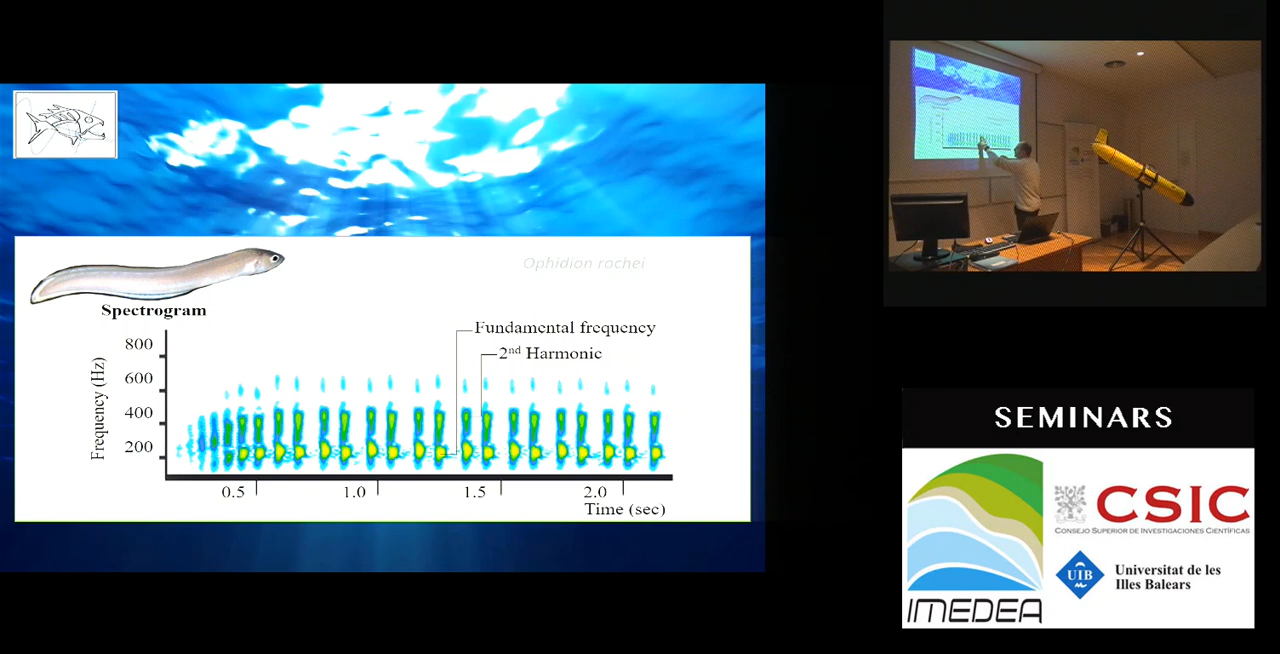 Ophidion rochei
Spectrogram
Fundamental frequency
2nd Harmonic
Frequency (Hz)
800
600
400
200
0.5
1.0
1.5
2.0
Time (sec)
SEMINARS
IMEDEA
CSIC
CONSEJO SUPERIOR DE INVESTIGACIONES CIENTÍFICAS
UIB
Universitat de les
Illes Balears